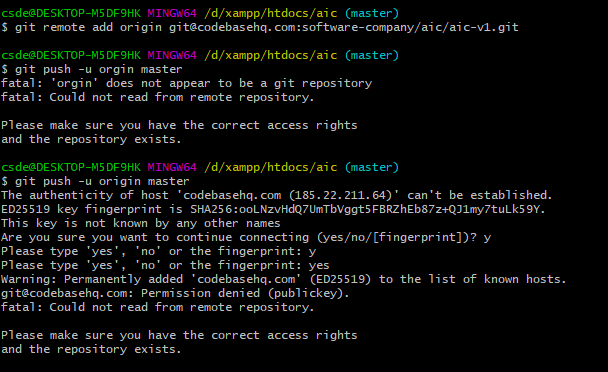 csde@DESKTOP-M5DF9HK MINGW64 /d/xampp/htdocs/aic (master)
$ git remote add origin git@codebasehq.com:software-company/aic/aic-v1.git
csde@DESKTOP-M5DF9HK MINGW64 /d/xampp/htdocs/aic (master)
$ git push -u orgin master
fatal: 'orgin' does not appear to be a git repository
fatal: Could not read from remote repository.
Please make sure you have the correct access rights
and the repository exists.
csde@DESKTOP-M5DF9HK MINGW64 /d/xampp/htdocs/aic (master)
$ git push -u origin master
The authenticity of host 'codebasehq.com (185.22.211.64)' can't be established.
ED25519 key fingerprint is SHA256:ooLNzvHdQ7UmTbVggt5FBRZhEb87z+QJ1my7tuLk59Y.
This key is not known by any other names
Are you sure you want to continue connecting (yes/no/[fingerprint])? y
Please type 'yes', 'no' or the fingerprint: y
Please type 'yes', 'no' or the fingerprint: yes
Warning: Permanently added 'codebasehq.com' (ED25519) to the list of known hosts.
git@codebasehq.com: Permission denied (publickey).
fatal: Could not read from remote repository.
Please make sure you have the correct access rights
and the repository exists.